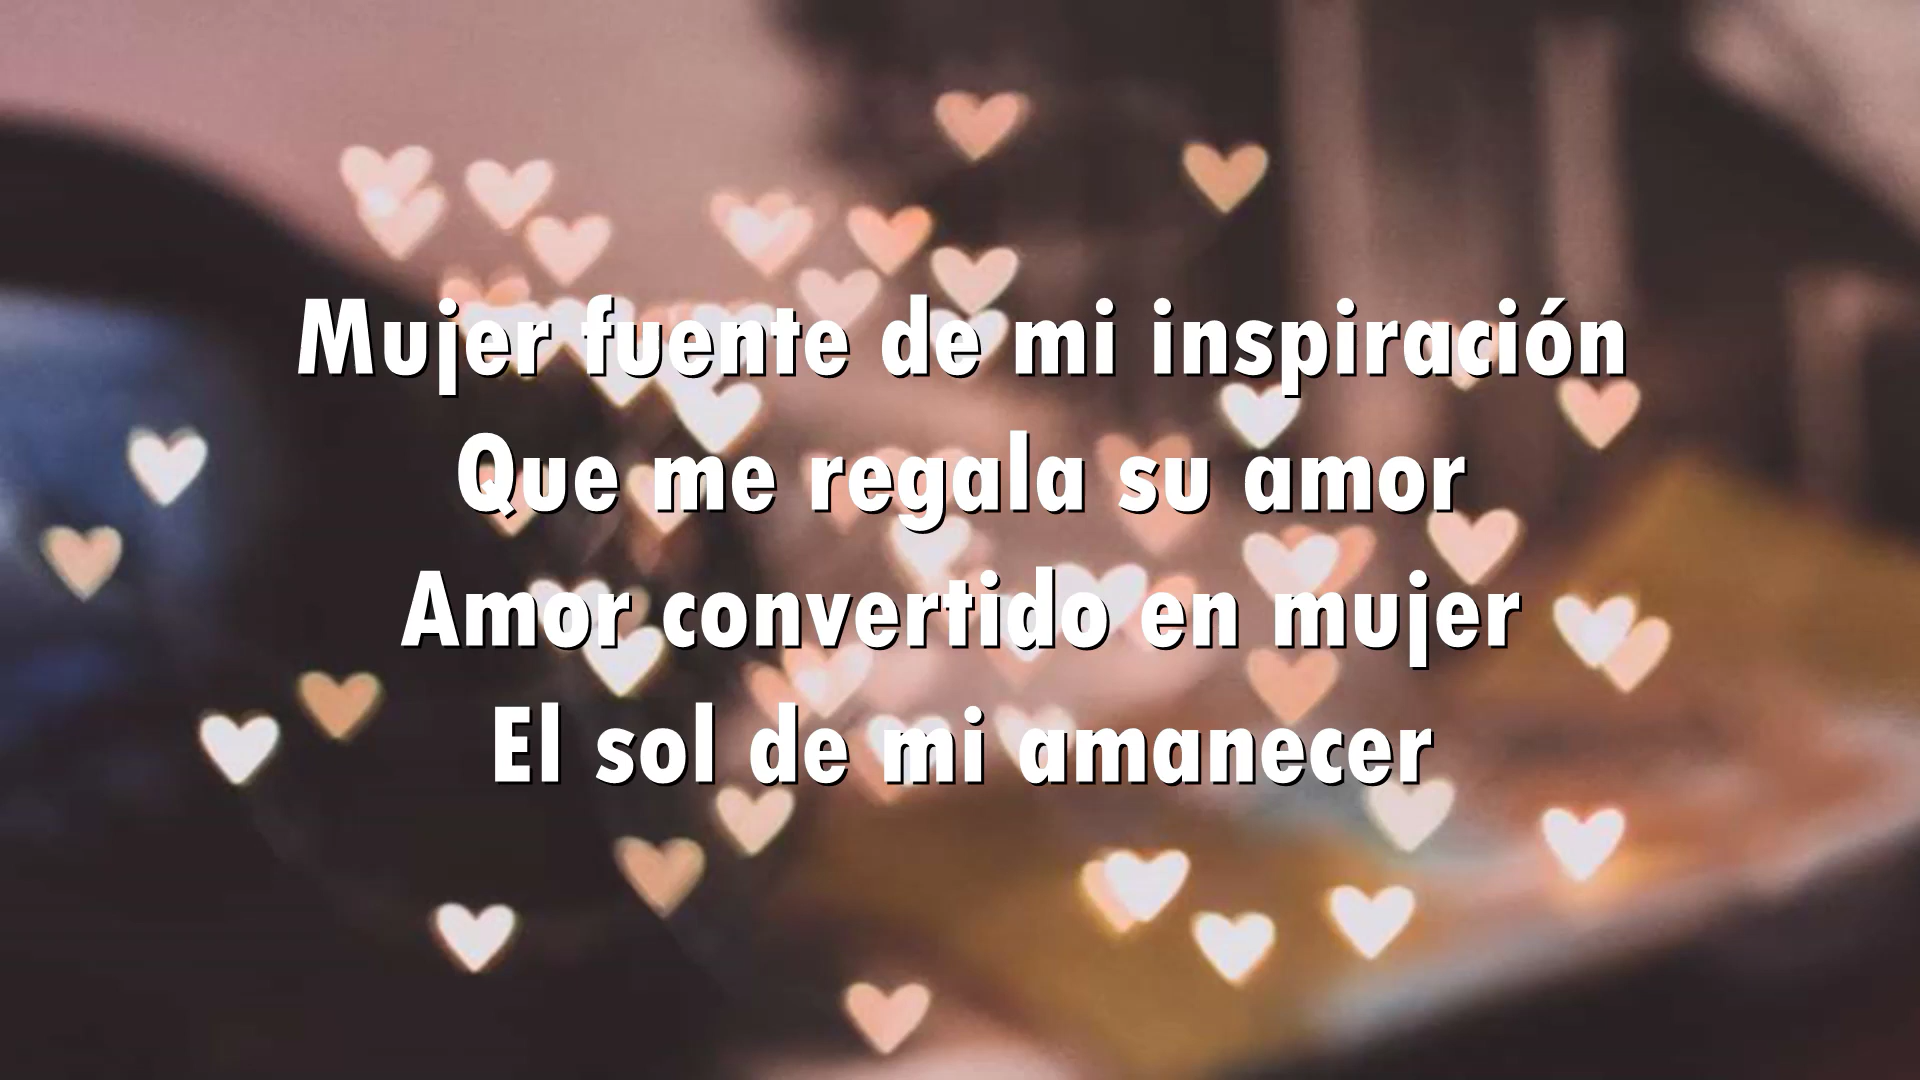 Mujer fuente de mi inspiración
Que me regala su amor
Amor convertido en mujer
El sol de mi amanecer